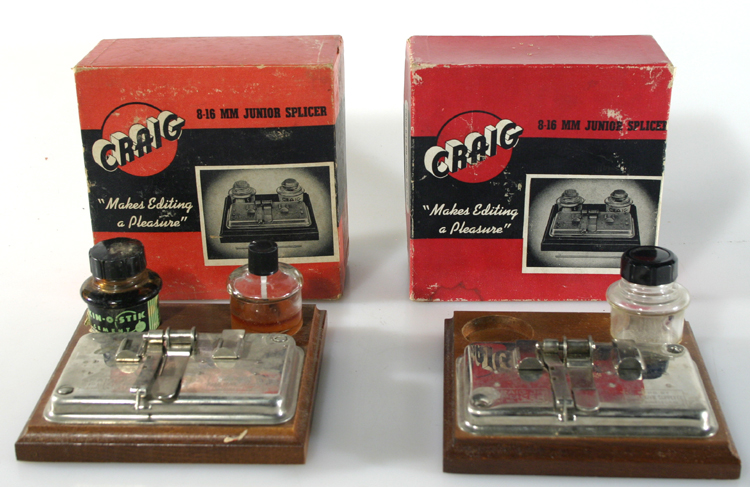 CRAIG
8-16 MM JUNIOR SPLICER
"Makes Editing
a Pleasure"
CRAIG
8-16 MM JUNIOR SPLICER
"Makes Editing
a Pleasure"